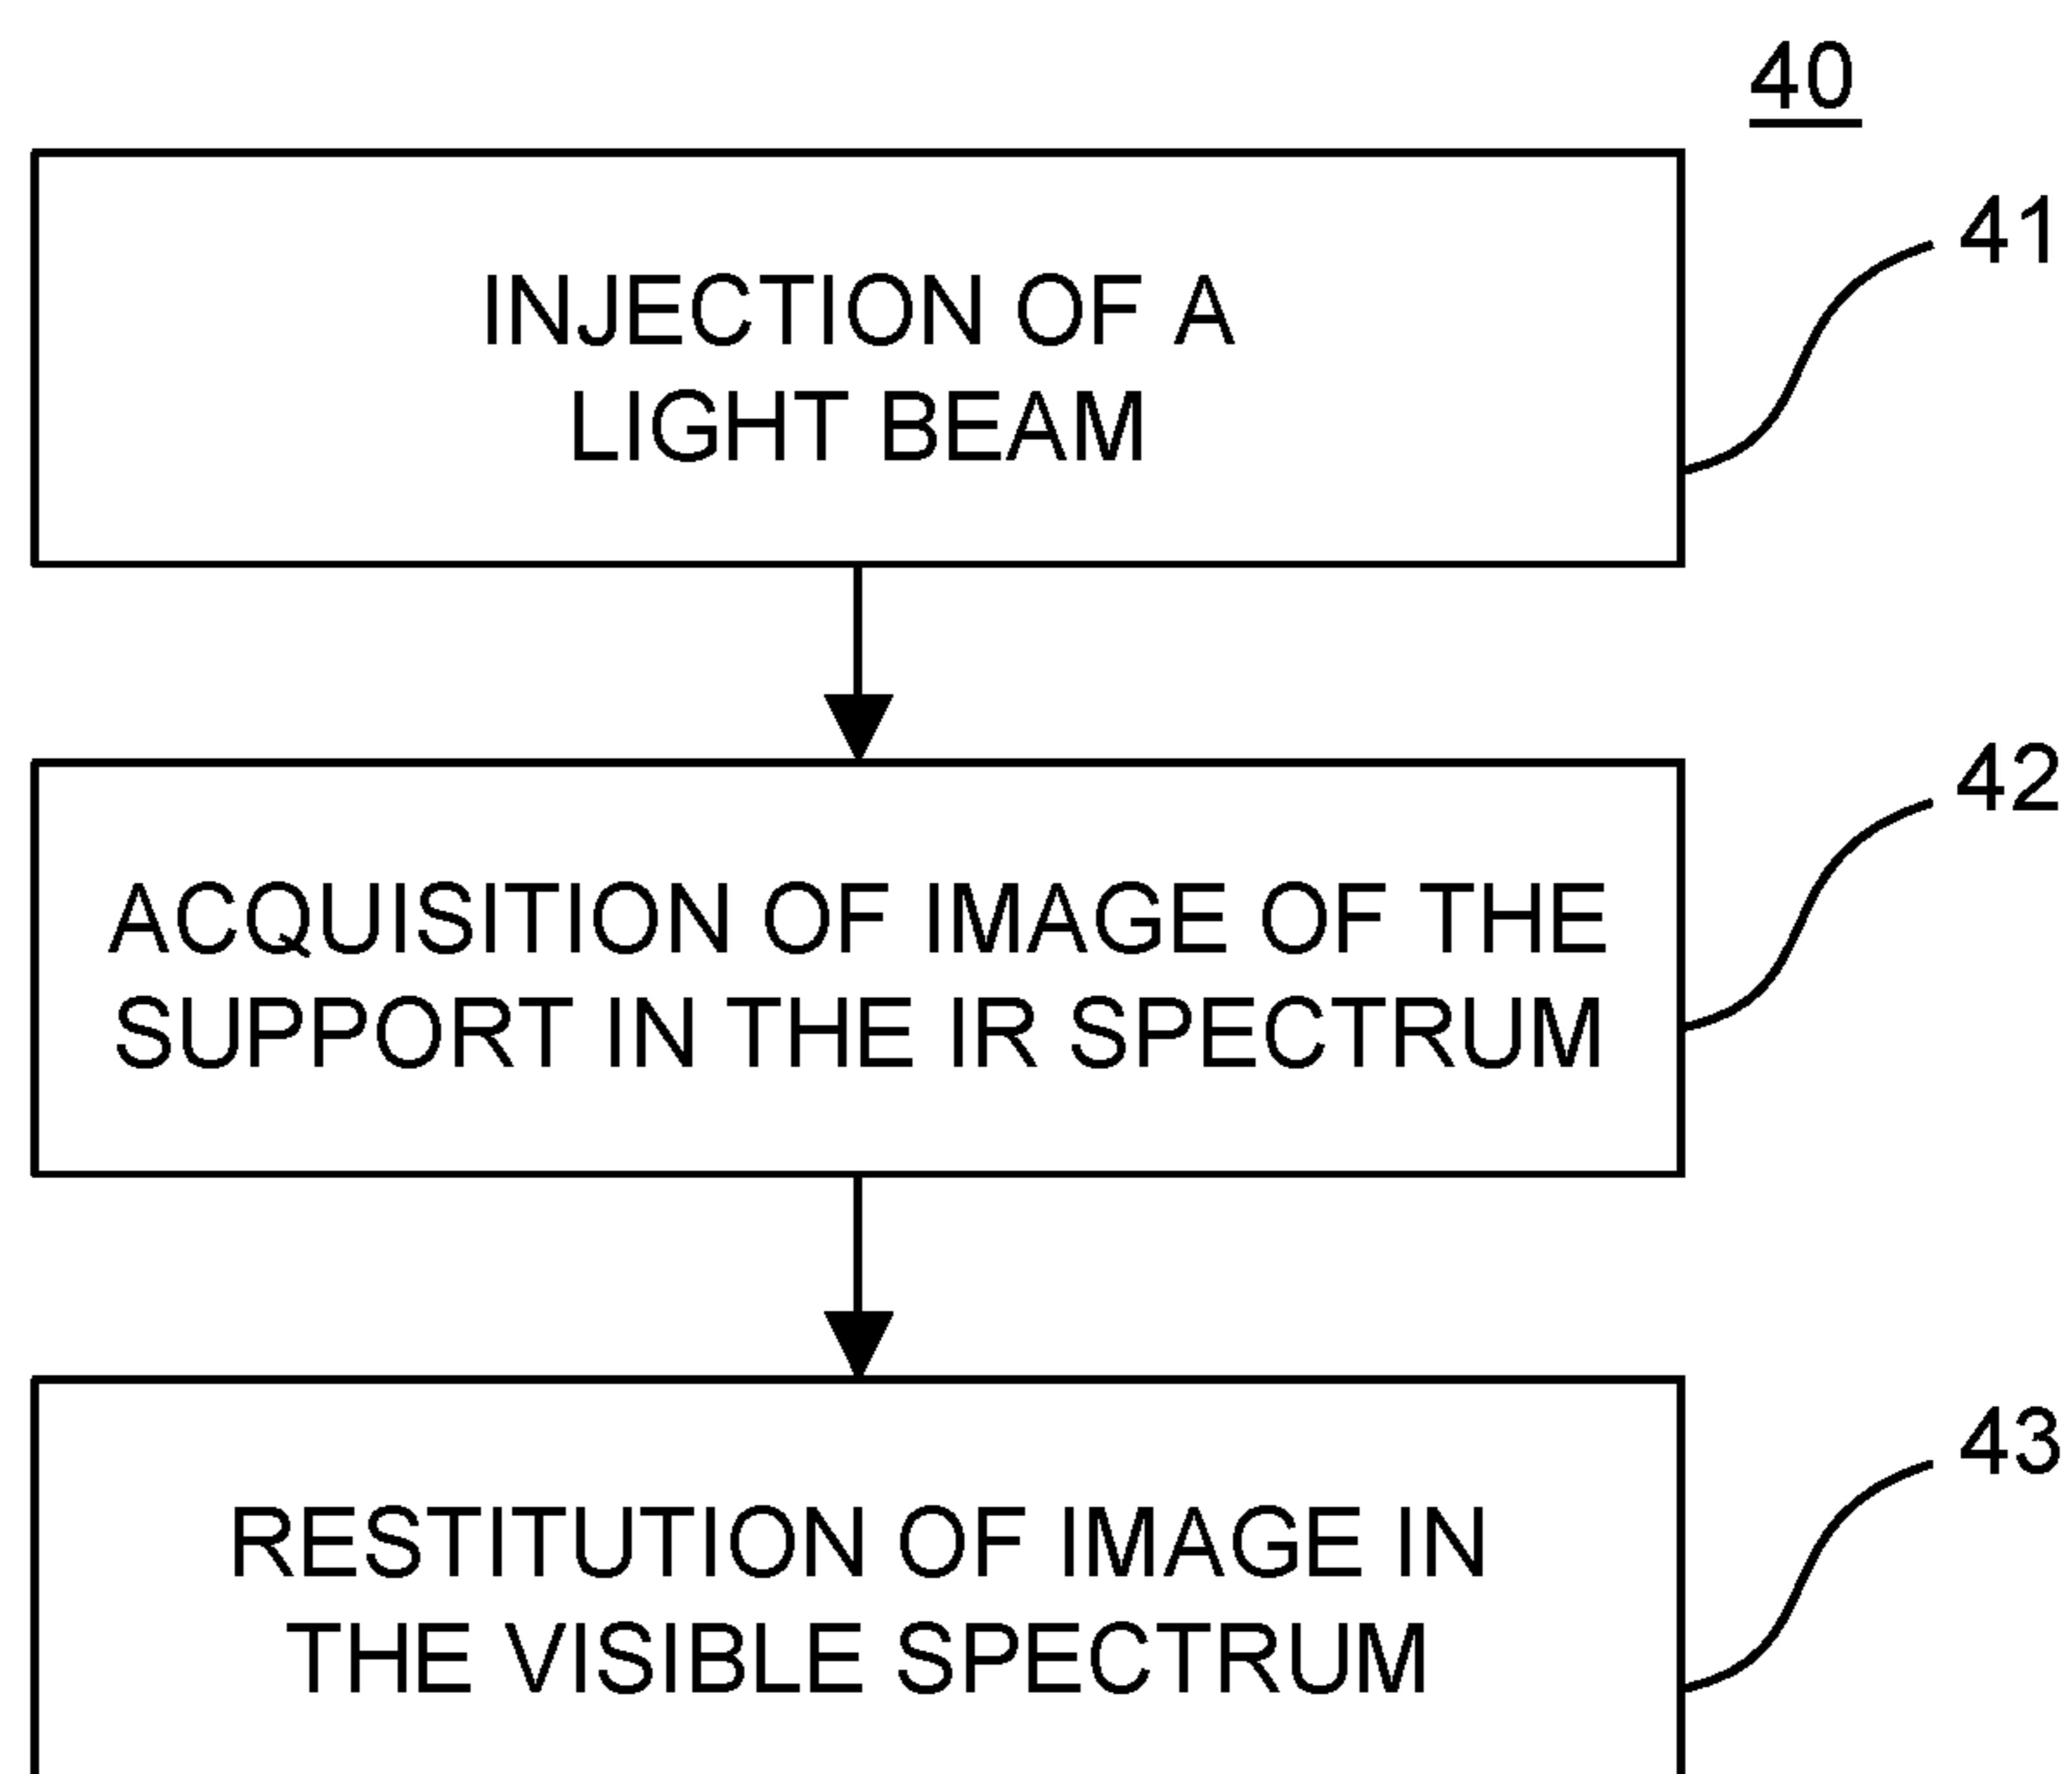 40
41
INJECTION OF A
LIGHT BEAM
42
ACQUISITION OF IMAGE OF THE
SUPPORT IN THE IR SPECTRUM
43
RESTITUTION OF IMAGE IN
THE VISIBLE SPECTRUM